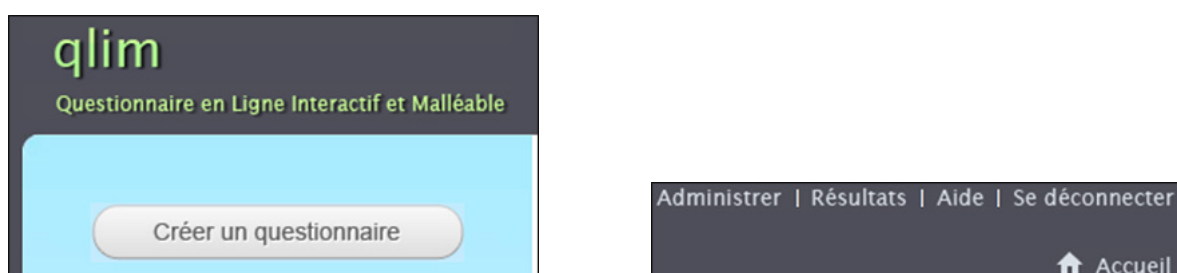 qlim
Questionnaire en Ligne Interactif et Malléable
Créer un questionnaire
Administrer | Résultats | Aide | Se déconnecter
Accueil